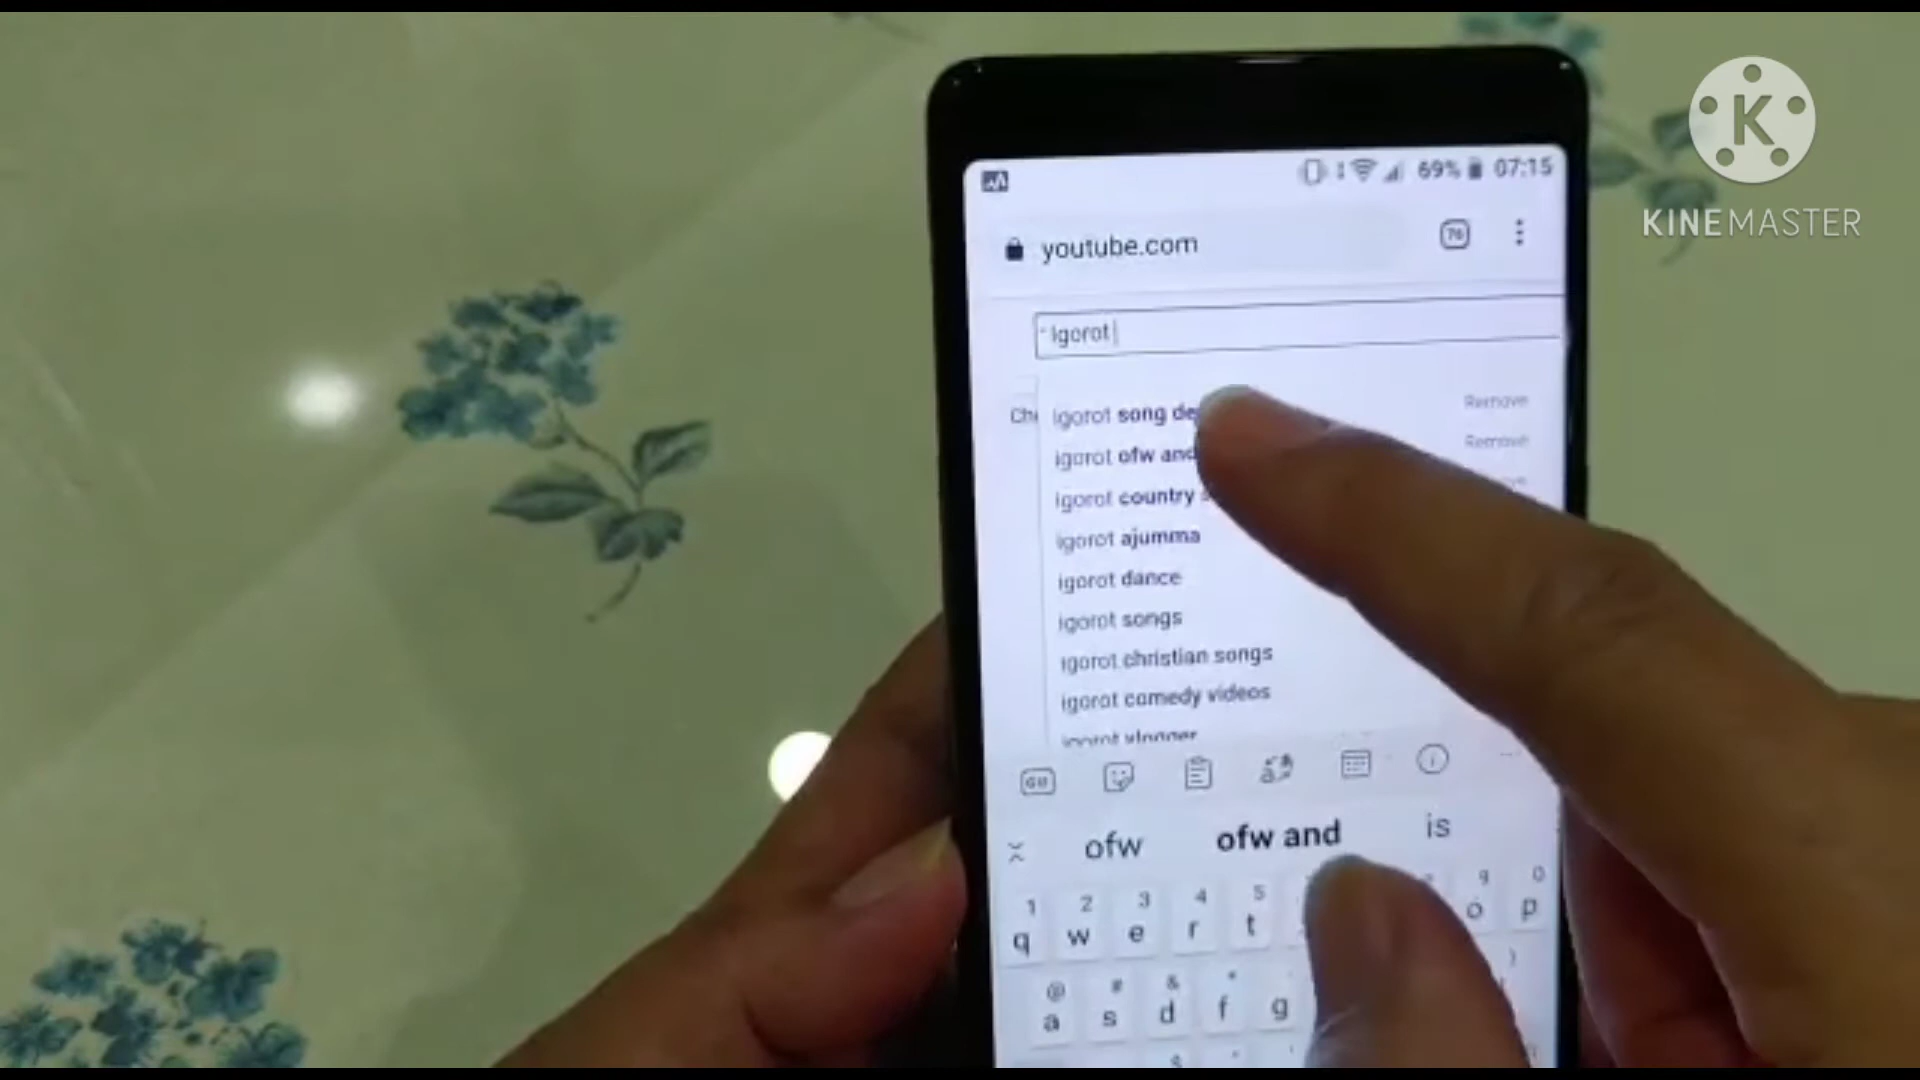 69% 07:15
youtube.com
76
Igorot
Remove
igorot song
Remove
igorot ofw and
igorot country
igorot ajumma
igorot dance
igorot songs
igorot christian songs
igorot comedy videos
igorot vlogger
ofw ofw and is
1 2 3 4 5 9 0
q w e r t o p
@ # & *
a s d f g
K
KINEMASTER